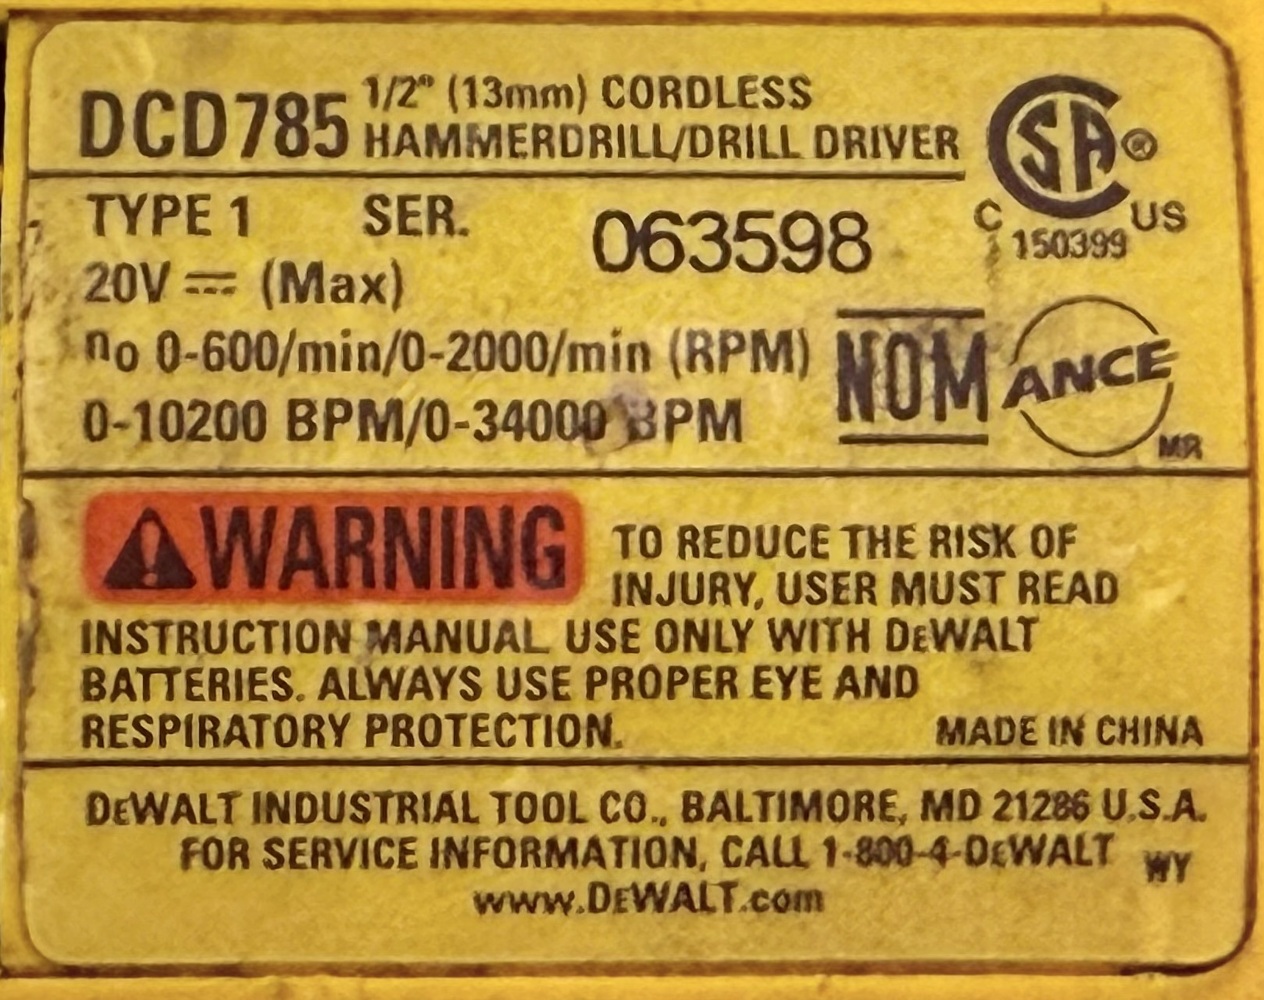 DCD785 1/2" (13mm) CORDLESS
HAMMERDRILL/DRILL DRIVER
CSA®
C US
150399
TYPE 1 SER. 063598
20V ⎓ (Max)
no 0-600/min/0-2000/min (RPM)
0-10200 BPM/0-34000 BPM
NOM ANCE
MR
WARNING TO REDUCE THE RISK OF
INJURY, USER MUST READ
INSTRUCTION MANUAL USE ONLY WITH DEWALT
BATTERIES. ALWAYS USE PROPER EYE AND
RESPIRATORY PROTECTION. MADE IN CHINA
DEWALT INDUSTRIAL TOOL CO., BALTIMORE, MD 21286 U.S.A.
FOR SERVICE INFORMATION, CALL 1-800-4-DEWALT WY
www.DEWALT.com